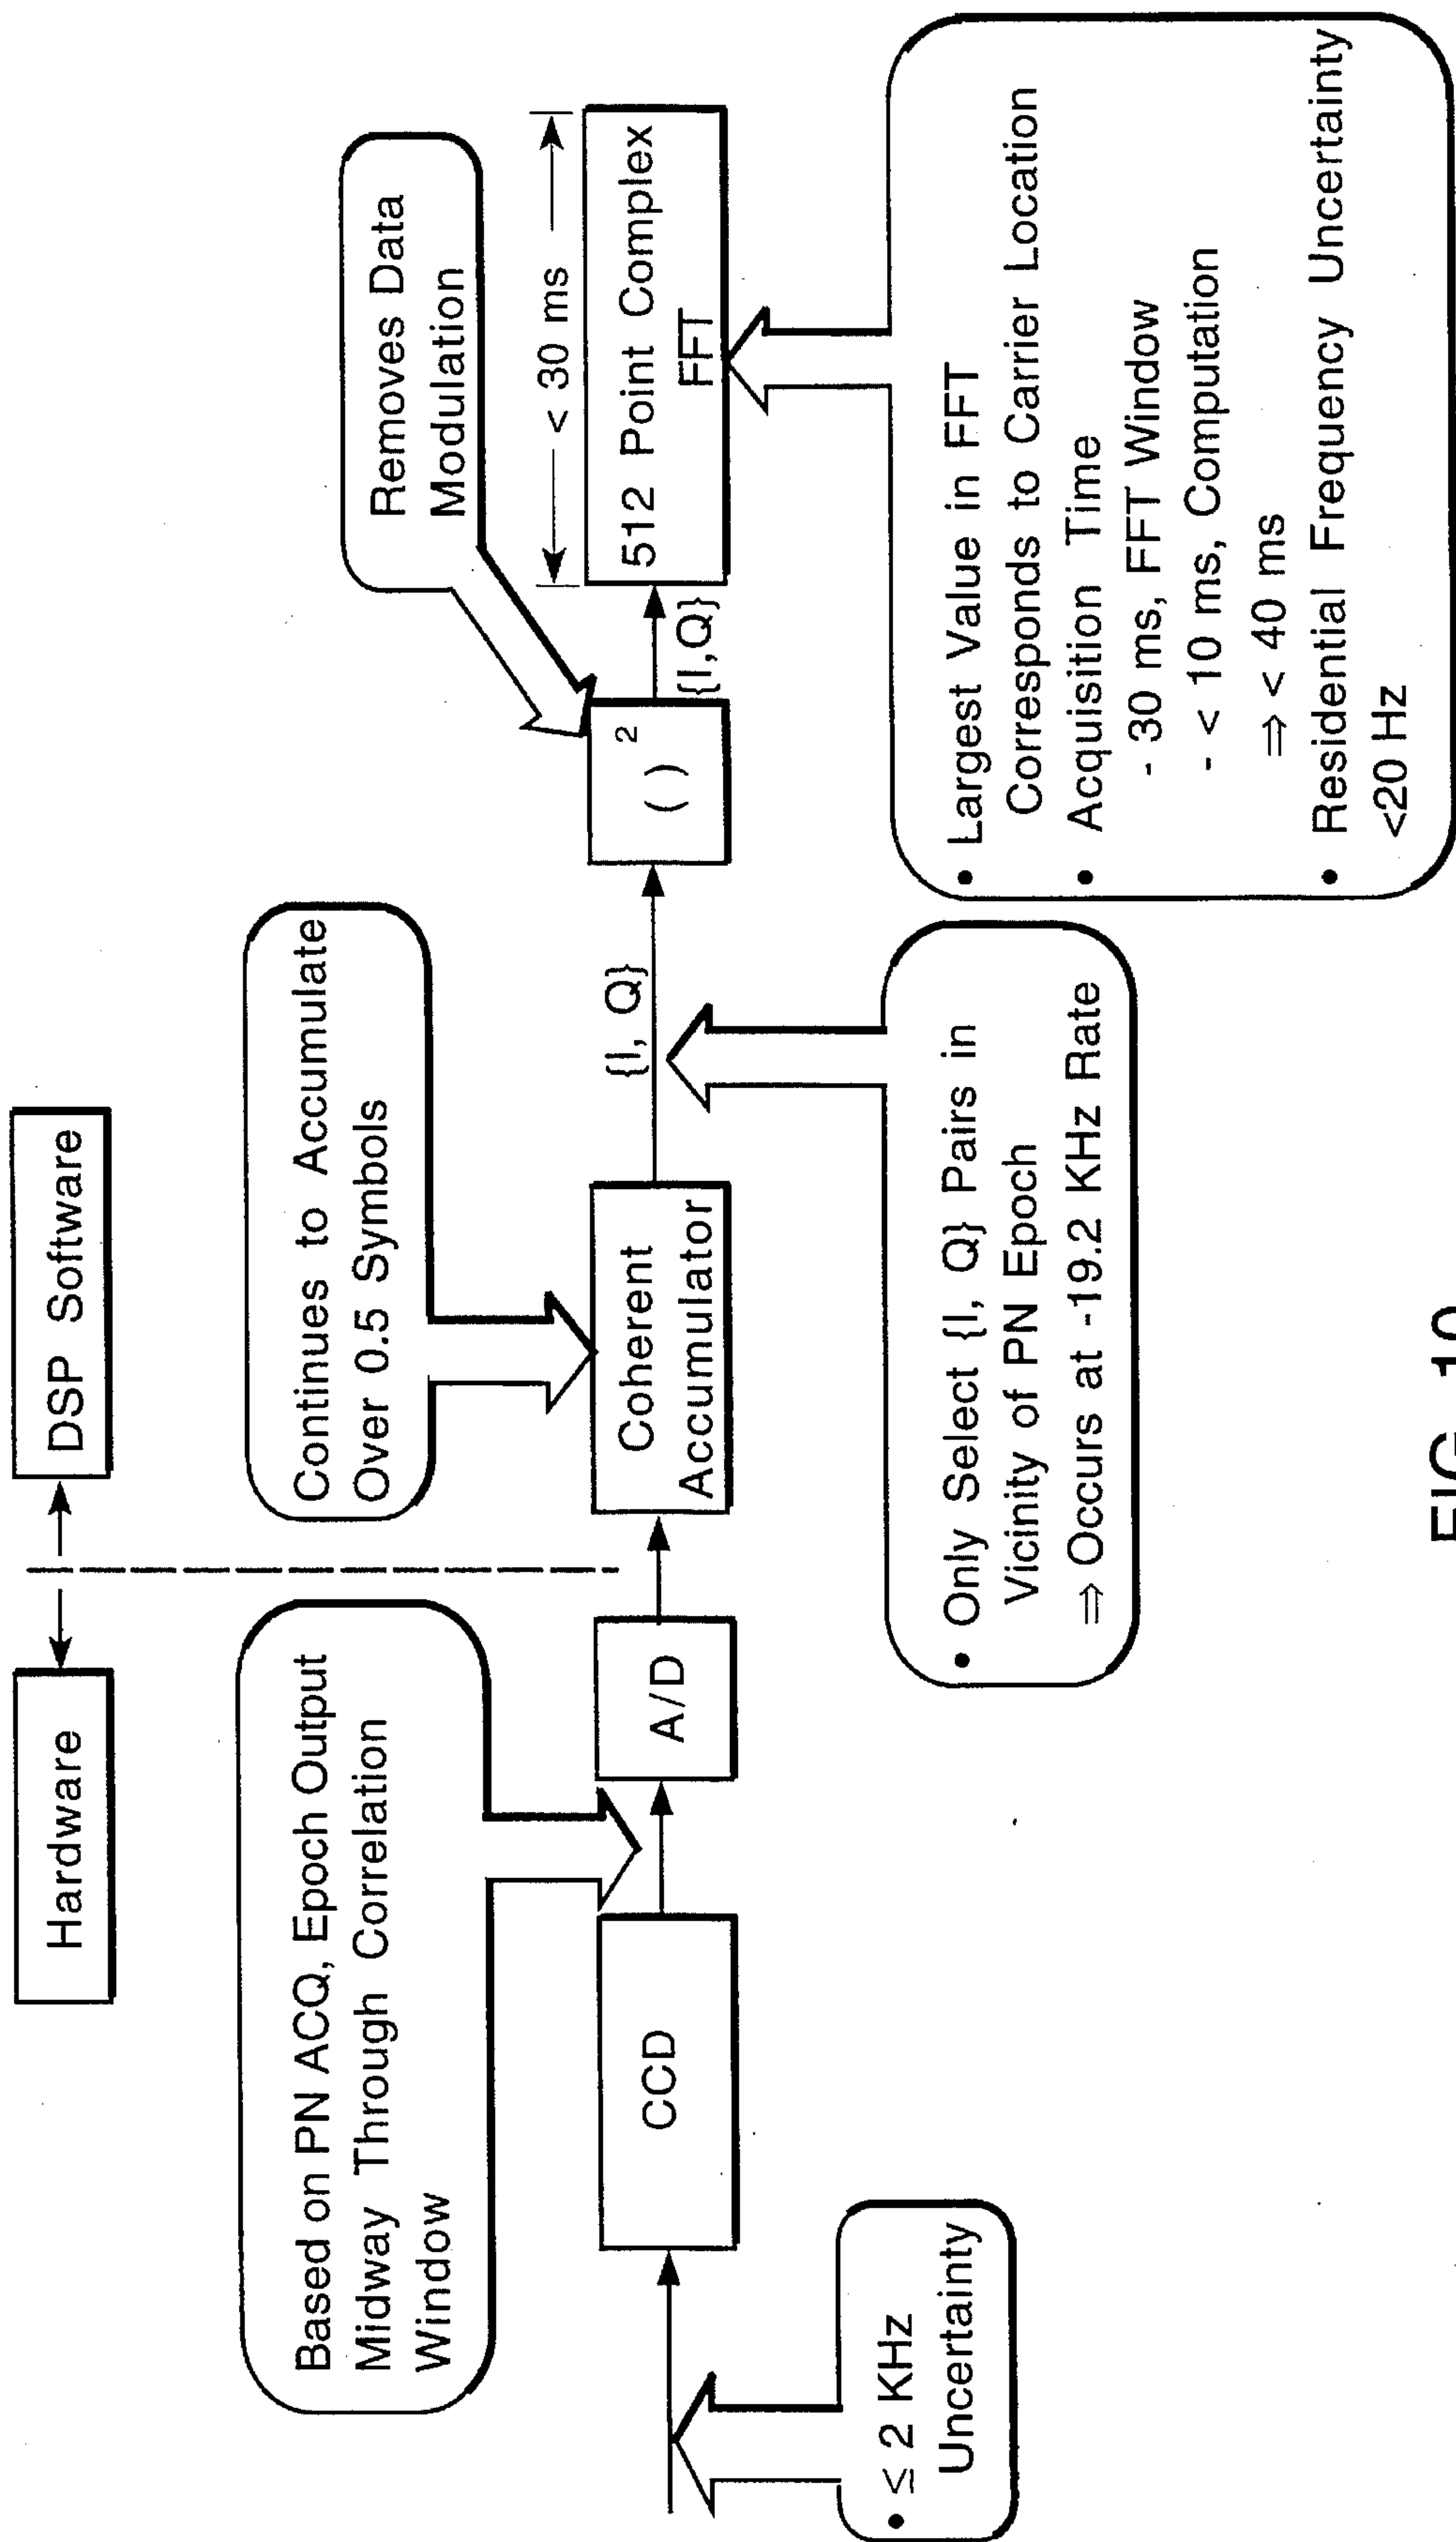 Hardware
DSP Software
Based on PN ACQ, Epoch Output
Midway Through Correlation
Window
Continues to Accumulate
Over 0.5 Symbols
Removes Data
Modulation
CCD
A/D
Coherent
Accumulator
{I, Q}
( ) 2
{I,Q}
< 30 ms
512 Point Complex
FFT
• ≤ 2 KHz
Uncertainty
• Only Select {I, Q} Pairs in
Vicinity of PN Epoch
⇒ Occurs at -19.2 KHz Rate
• Largest Value in FFT
Corresponds to Carrier Location
• Acquisition Time
- 30 ms, FFT Window
- < 10 ms, Computation
⇒ < 40 ms
• Residential Frequency Uncertainty
<20 Hz